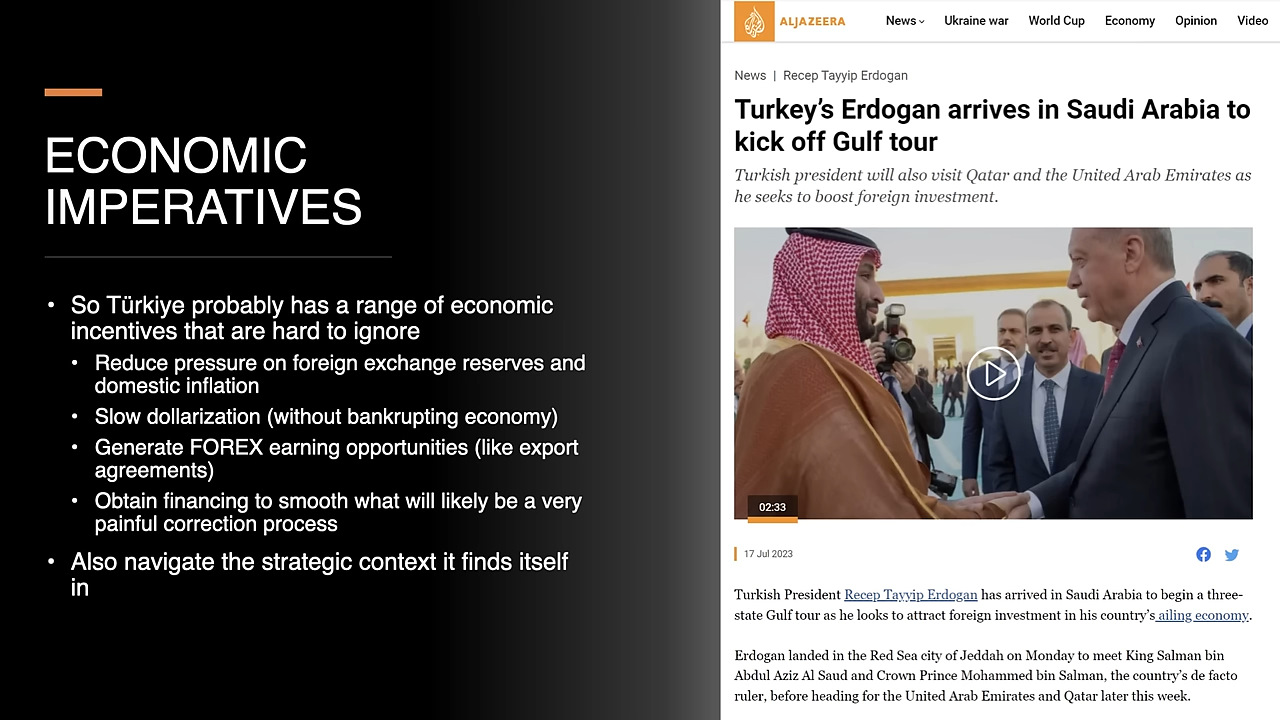 ECONOMIC
IMPERATIVES
• So Türkiye probably has a range of economic
incentives that are hard to ignore
• Reduce pressure on foreign exchange reserves and
domestic inflation
• Slow dollarization (without bankrupting economy)
• Generate FOREX earning opportunities (like export
agreements)
• Obtain financing to smooth what will likely be a very
painful correction process
• Also navigate the strategic context it finds itself
in
ALJAZEERA News Ukraine war World Cup Economy Opinion Video
News | Recep Tayyip Erdogan
Turkey’s Erdogan arrives in Saudi Arabia to
kick off Gulf tour
Turkish president will also visit Qatar and the United Arab Emirates as
he seeks to boost foreign investment.
02:33
17 Jul 2023
Turkish President Recep Tayyip Erdogan has arrived in Saudi Arabia to begin a three-
state Gulf tour as he looks to attract foreign investment in his country’s ailing economy.
Erdogan landed in the Red Sea city of Jeddah on Monday to meet King Salman bin
Abdul Aziz Al Saud and Crown Prince Mohammed bin Salman, the country’s de facto
ruler, before heading for the United Arab Emirates and Qatar later this week.